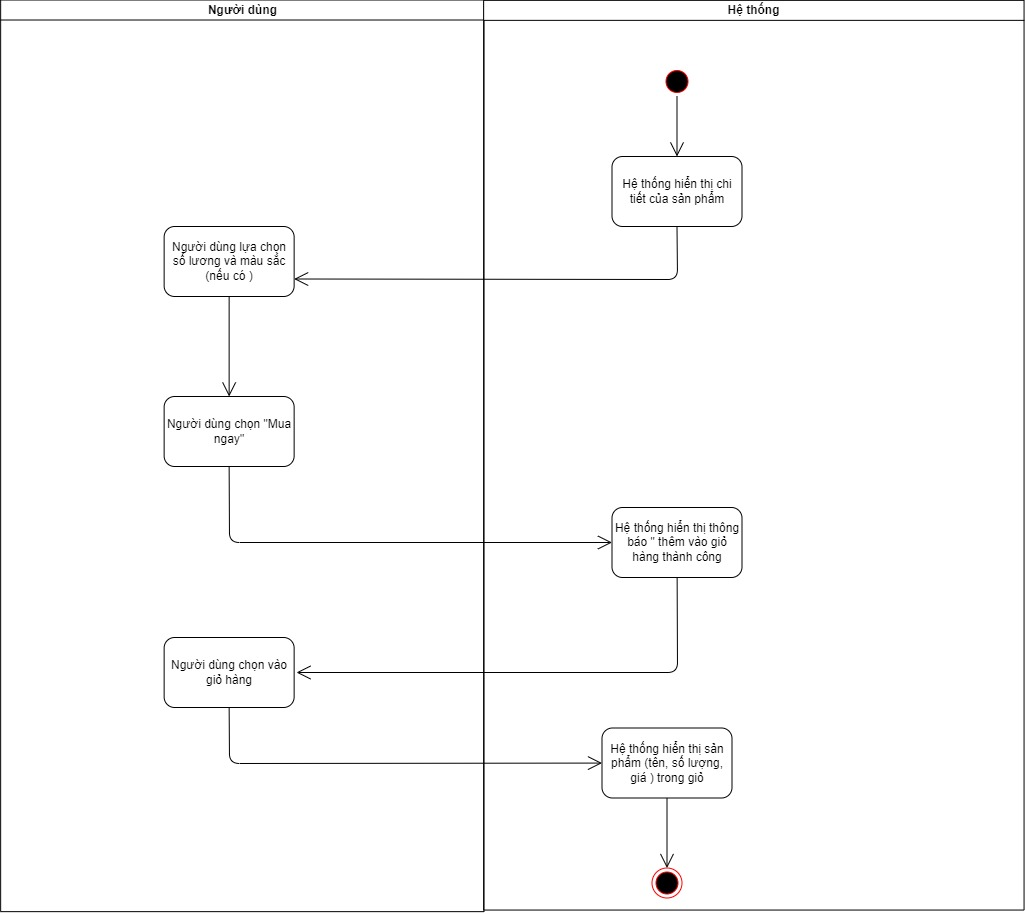 Người dùng
Hệ thống
Hệ thống hiển thị chi
tiết của sản phẩm
Người dùng lựa chọn
số lương và màu sắc
(nếu có )
Người dùng chọn "Mua
ngay"
Hệ thống hiển thị thông
báo " thêm vào giỏ
hàng thành công
Người dùng chọn vào
giỏ hàng
Hệ thống hiển thị sản
phẩm (tên, số lượng,
giá ) trong giỏ